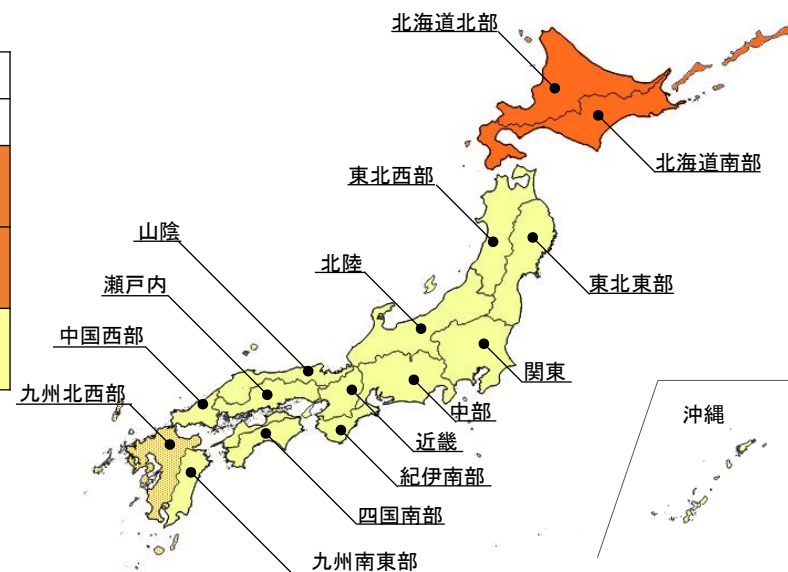 北海道北部
北海道南部
東北西部
山陰
北陸
東北東部
瀬戸内
中国西部
関東
九州北西部
中部
沖縄
近畿
紀伊南部
四国南部
九州南東部